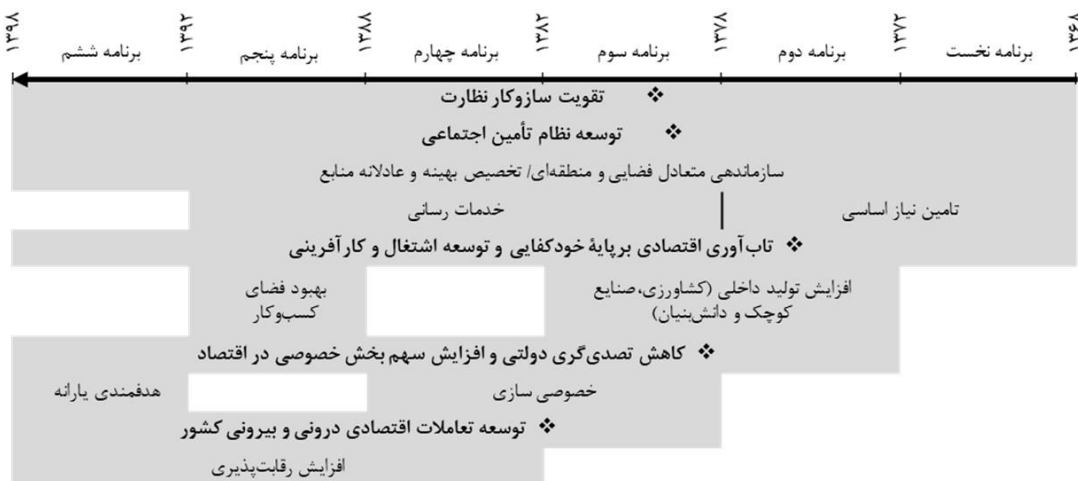 ۱۳۶۸
۱۳۷۲
۱۳۷۸
۱۳۸۲
۱۳۸۸
۱۳۹۲
۱۳۹۸
برنامه نخست
برنامه دوم
برنامه سوم
برنامه چهارم
برنامه پنجم
برنامه ششم
❖ تقویت سازوکار نظارت
❖ توسعه نظام تأمین اجتماعی
سازماندهی متعادل فضایی و منطقه‌ای/ تخصیص بهینه و عادلانه منابع
تامین نیاز اساسی
خدمات رسانی
❖ تاب‌آوری اقتصادی برپایهٔ خودکفایی و توسعه اشتغال و کارآفرینی
افزایش تولید داخلی (کشاورزی،صنایع
کوچک و دانش‌بنیان)
بهبود فضای
کسب‌وکار
❖ کاهش تصدی‌گری دولتی و افزایش سهم بخش خصوصی در اقتصاد
خصوصی سازی
هدفمندی یارانه
❖ توسعه تعاملات اقتصادی درونی و بیرونی کشور
افزایش رقابت‌پذیری